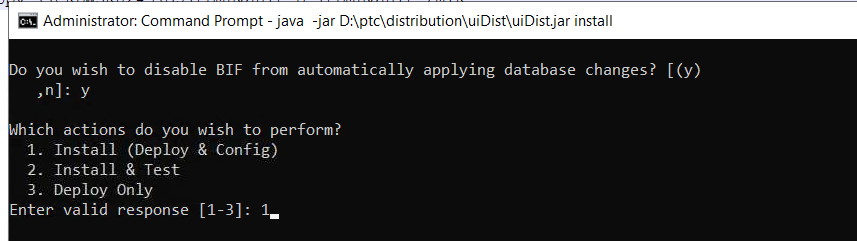 Administrator: Command Prompt - java -jar D:\ptc\distribution\uiDist\uiDist.jar install
Do you wish to disable BIF from automatically applying database changes? [(y)
,n]: y
Which actions do you wish to perform?
1. Install (Deploy & Config)
2. Install & Test
3. Deploy Only
Enter valid response [1-3]: 1